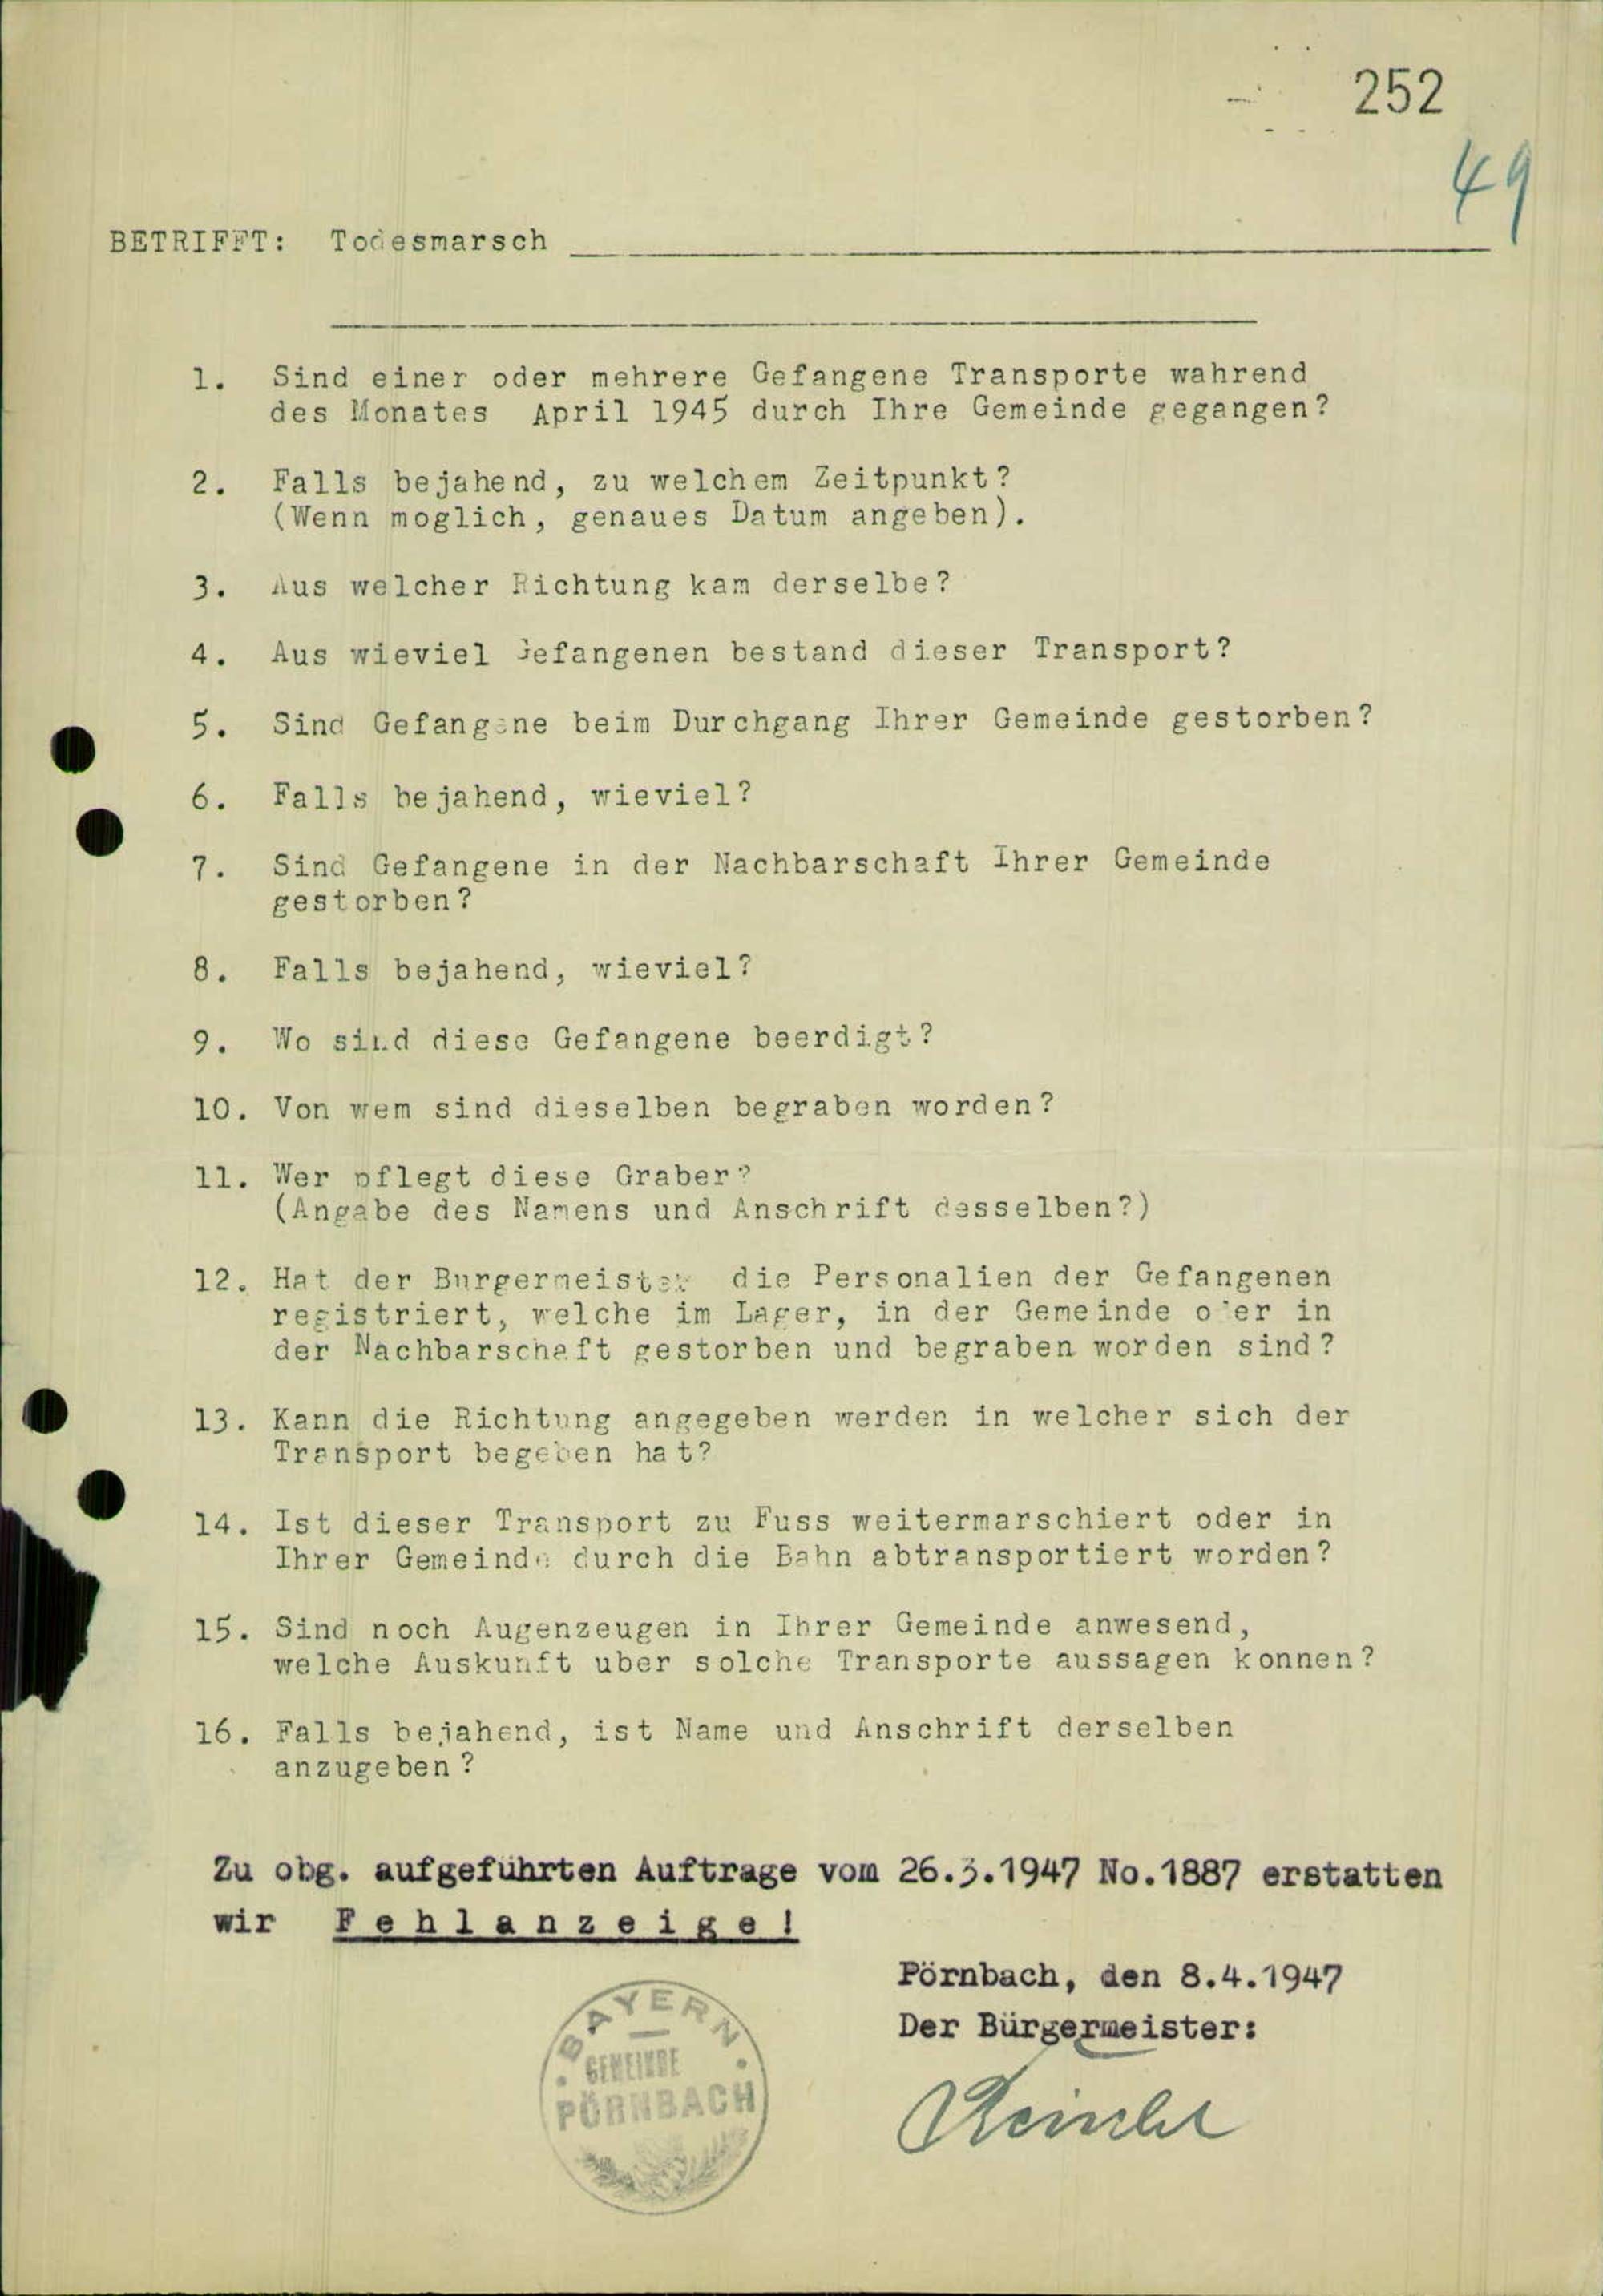 252
49
BETRIFFT: Todesmarsch
1. Sind einer oder mehrere Gefangene Transporte wahrend
des Monates April 1945 durch Ihre Gemeinde gegangen?
2. Falls bejahend, zu welchem Zeitpunkt?
(Wenn moglich, genaues Datum angeben).
3. Aus welcher Richtung kam derselbe?
4. Aus wieviel Gefangenen bestand dieser Transport?
5. Sind Gefangene beim Durchgang Ihrer Gemeinde gestorben?
6. Falls bejahend, wieviel?
7. Sind Gefangene in der Nachbarschaft Ihrer Gemeinde
gestorben?
8. Falls bejahend, wieviel?
9. Wo sind diese Gefangene beerdigt?
10. Von wem sind dieselben begraben worden?
11. Wer pflegt diese Graber?
(Angabe des Namens und Anschrift desselben?)
12. Hat der Burgermeister die Personalien der Gefangenen
registriert, welche im Lager, in der Gemeinde oder in
der Nachbarschaft gestorben und begraben worden sind?
13. Kann die Richtung angegeben werden in welcher sich der
Transport begeben hat?
14. Ist dieser Transport zu Fuss weitermarschiert oder in
Ihrer Gemeinde durch die Bahn abtransportiert worden?
15. Sind noch Augenzeugen in Ihrer Gemeinde anwesend,
welche Auskunft uber solche Transporte aussagen konnen?
16. Falls bejahend, ist Name und Anschrift derselben
anzugeben?
Zu obg. aufgeführten Auftrage vom 26.3.1947 No.1887 erstatten
wir Fehlanzeige!
Pörnbach, den 8.4.1947
Der Bürgermeister:
BAYERN
GEMEINDE
PÖRNBACH